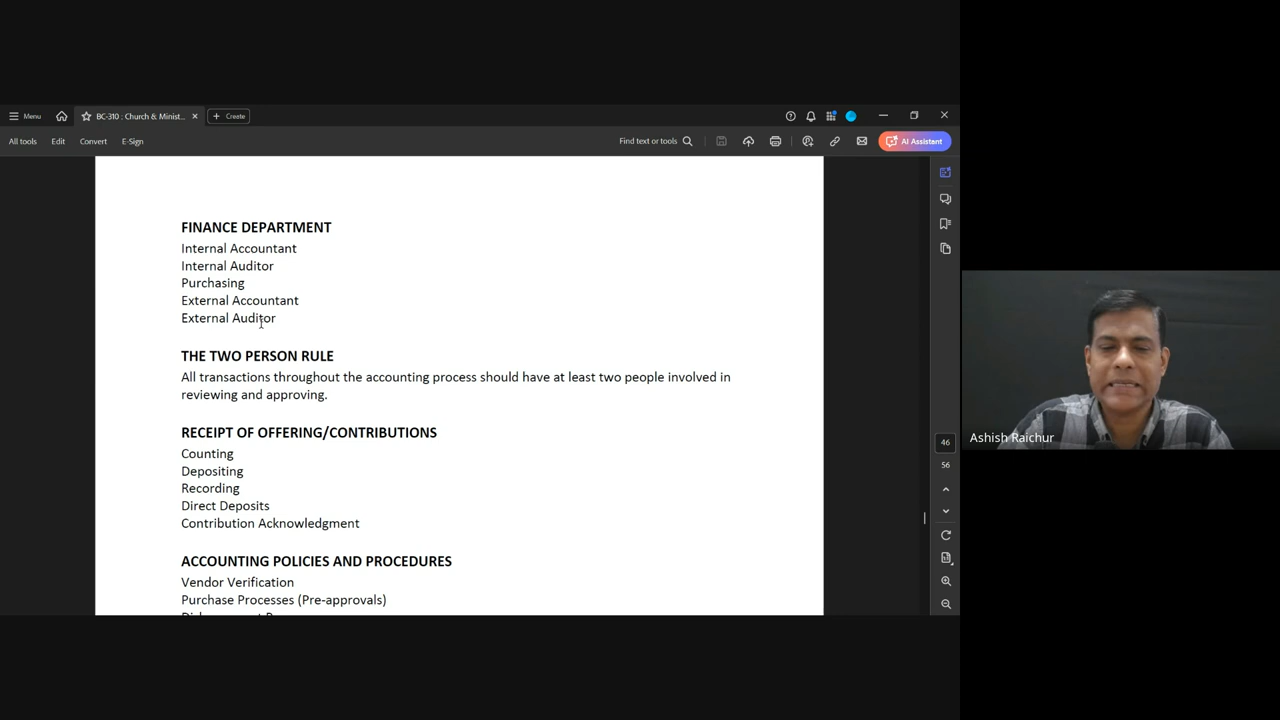 Menu
BC-310 : Church & Minist...
Create
All tools
Edit
Convert
E-Sign
Find text or tools
AI Assistant
FINANCE DEPARTMENT
Internal Accountant
Internal Auditor
Purchasing
External Accountant
External Auditor
THE TWO PERSON RULE
All transactions throughout the accounting process should have at least two people involved in
reviewing and approving.
RECEIPT OF OFFERING/CONTRIBUTIONS
Counting
Depositing
Recording
Direct Deposits
Contribution Acknowledgment
ACCOUNTING POLICIES AND PROCEDURES
Vendor Verification
Purchase Processes (Pre-approvals)
46
56
Ashish Raichur